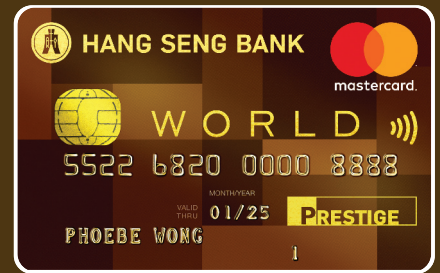 HANG SENG BANK
mastercard.
WORLD
5522 6820 0000 8888
MONTH/YEAR
VALID THRU 01/25
PRESTIGE
PHOEBE WONG
1